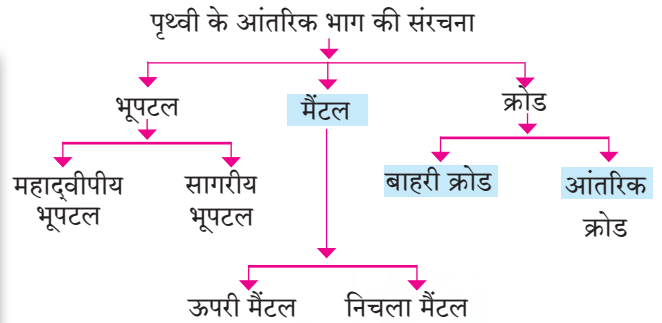 पृथ्वी के आंतरिक भाग की संरचना
भूपटल
मैंटल
क्रोड
महाद्‌वीपीय
भूपटल
सागरीय
भूपटल
बाहरी क्रोड
आंतरिक
क्रोड
ऊपरी मैंटल
निचला मैंटल